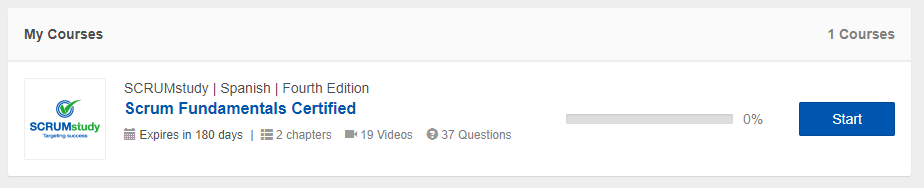 My Courses
1 Courses
SCRUMstudy | Spanish | Fourth Edition
Scrum Fundamentals Certified
SCRUMstudy
Targeting success
Expires in 180 days | 2 chapters 19 Videos 37 Questions
0%
Start